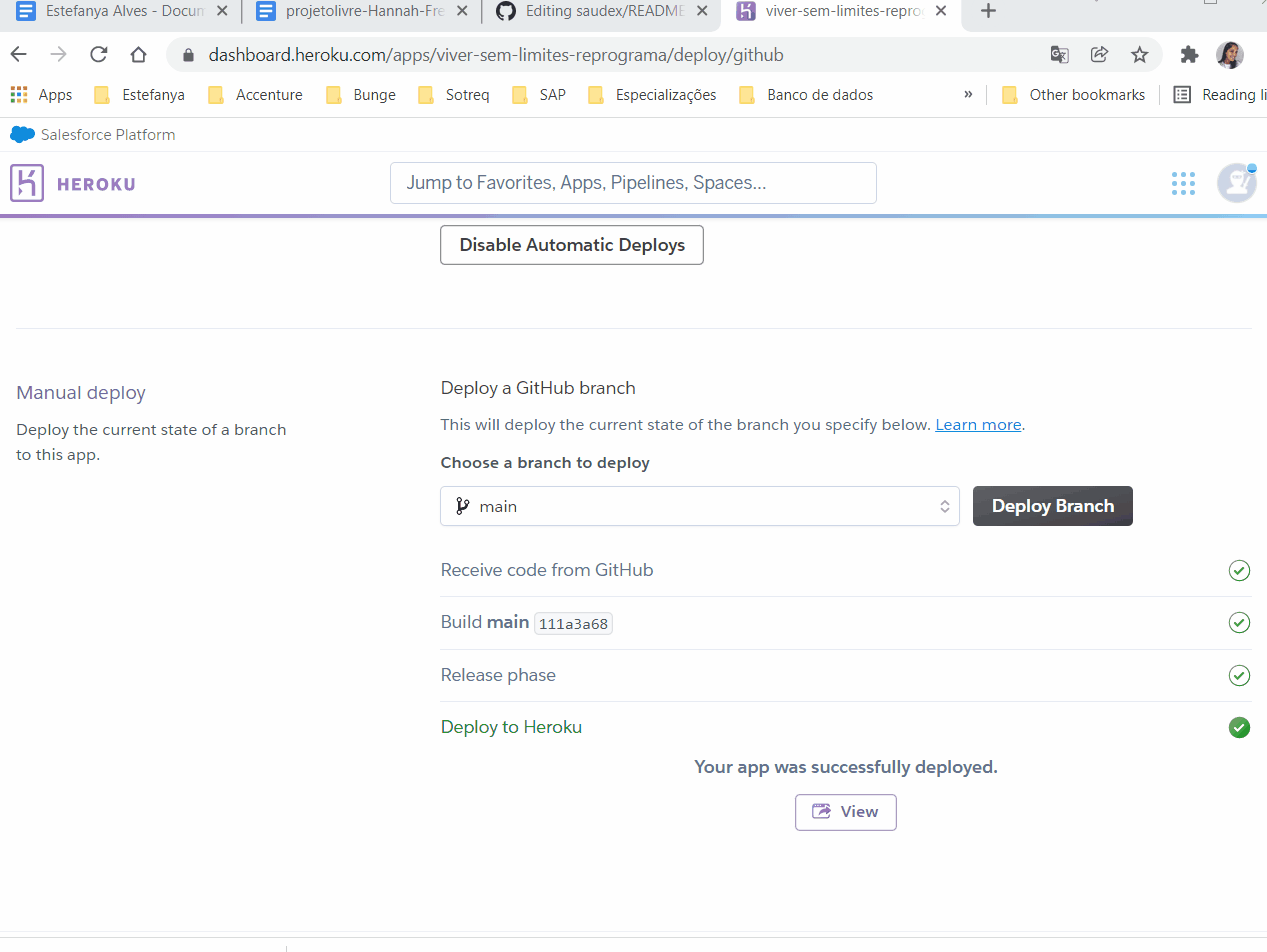 Estefanya Alves - Docum
projetolivre-Hannah-Fre
Editing saudex/README
viver-sem-limites-reprog
dashboard.heroku.com/apps/viver-sem-limites-reprograma/deploy/github
Apps Estefanya Accenture Bunge Sotreq SAP Especializações Banco de dados » Other bookmarks Reading li
Salesforce Platform
HEROKU
Jump to Favorites, Apps, Pipelines, Spaces...
Disable Automatic Deploys
Manual deploy
Deploy the current state of a branch
to this app.
Deploy a GitHub branch
This will deploy the current state of the branch you specify below. Learn more.
Choose a branch to deploy
main
Deploy Branch
Receive code from GitHub
Build main 111a3a68
Release phase
Deploy to Heroku
Your app was successfully deployed.
View